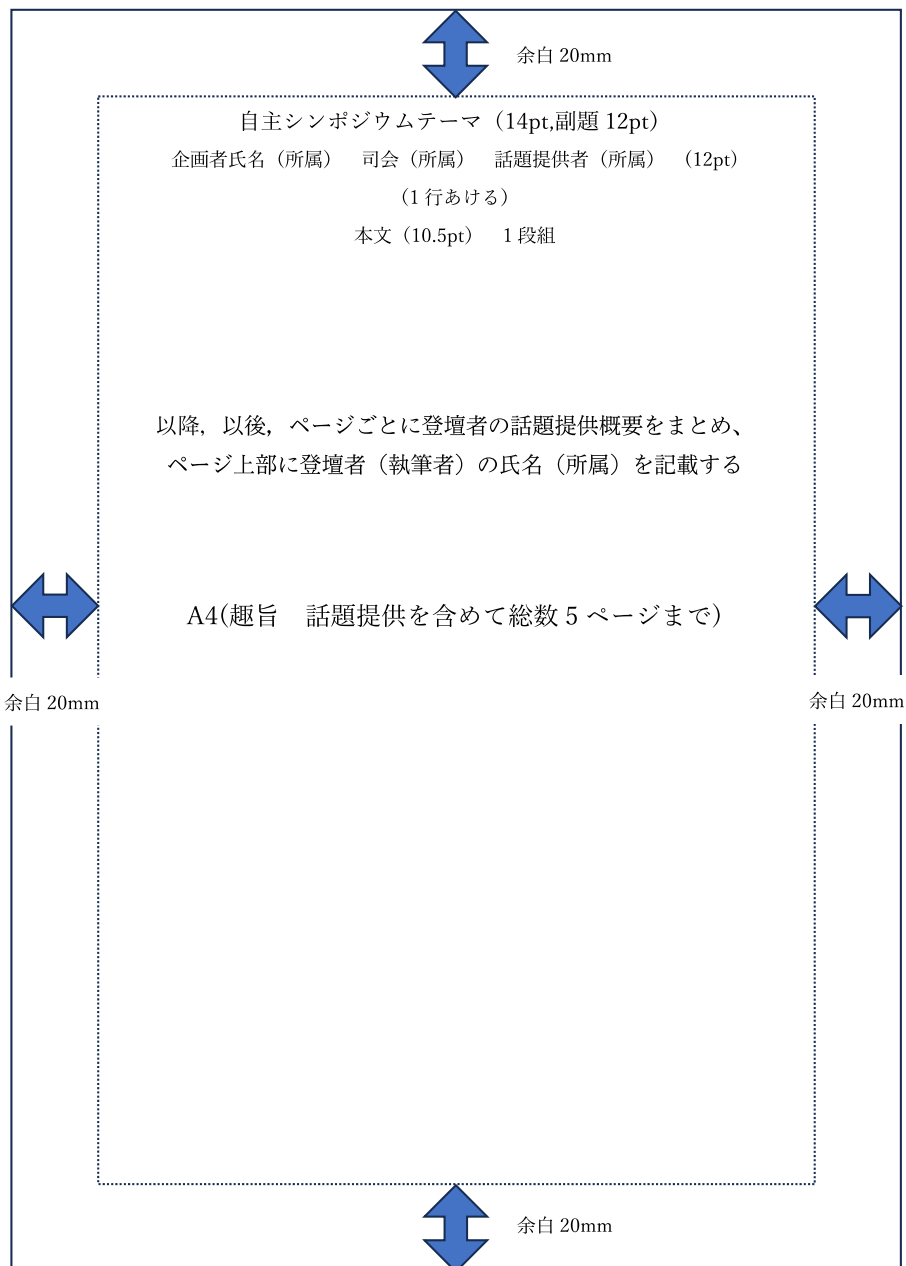 余白 20mm
自主シンポジウムテーマ（14pt,副題 12pt）
企画者氏名（所属）　司会（所属）　話題提供者（所属）　（12pt）
（1 行あける）
本文（10.5pt）　1 段組
以降，以後，ページごとに登壇者の話題提供概要をまとめ、
ページ上部に登壇者（執筆者）の氏名（所属）を記載する
A4(趣旨　話題提供を含めて総数 5 ページまで）
余白 20mm
余白 20mm
余白 20mm